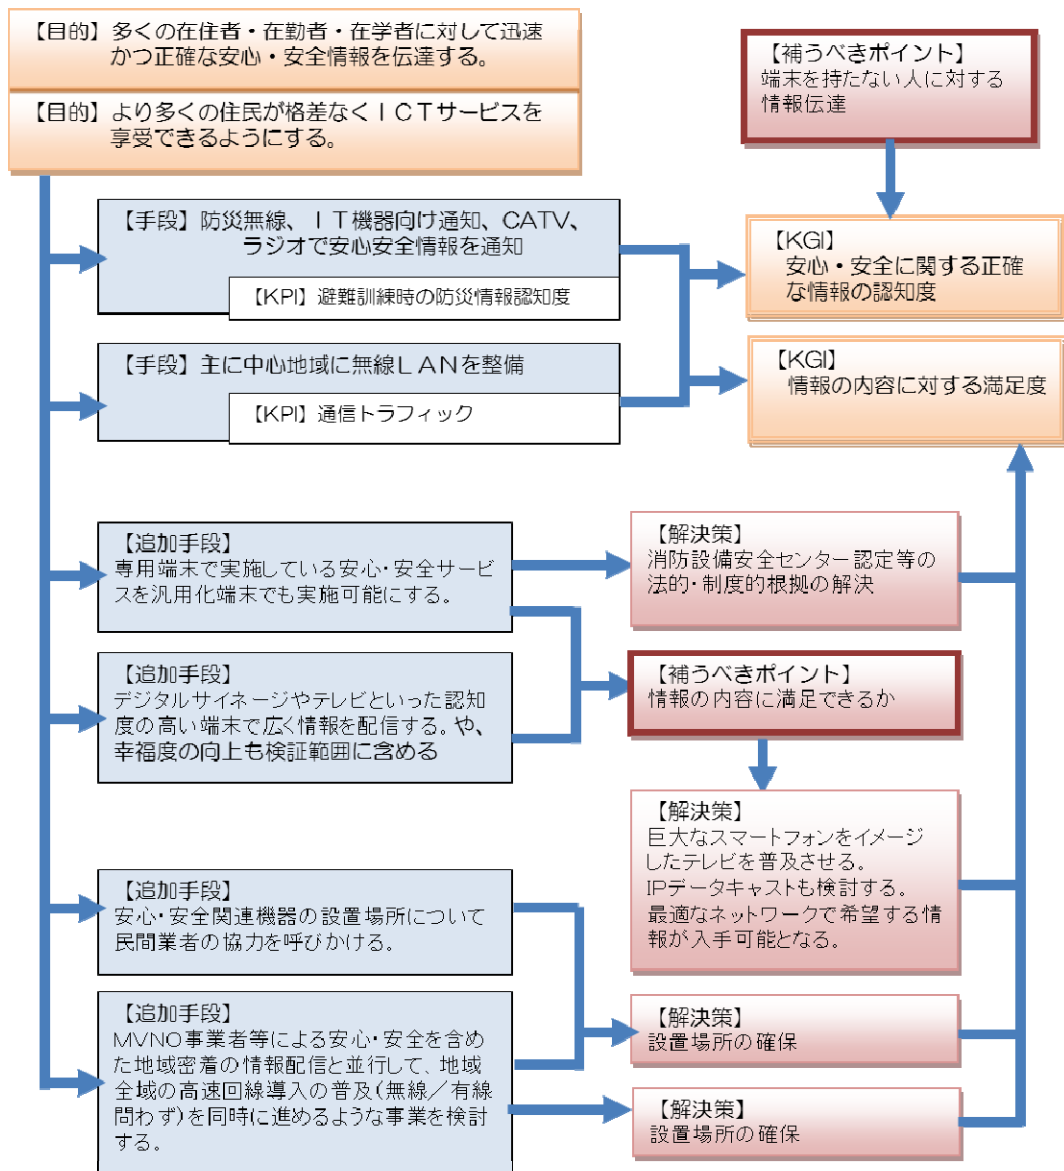 【目的】多くの在住者・在勤者・在学者に対して迅速
かつ正確な安心・安全情報を伝達する。
【目的】より多くの住民が格差なくＩＣＴサービスを
享受できるようにする。
【補うべきポイント】
端末を持たない人に対する
情報伝達
【手段】防災無線、ＩＴ機器向け通知、CATV、
ラジオで安心安全情報を通知
【KPI】避難訓練時の防災情報認知度
【KGI】
安心・安全に関する正確
な情報の認知度
【手段】主に中心地域に無線ＬＡＮを整備
【KPI】通信トラフィック
【KGI】
情報の内容に対する満足度
【追加手段】
専用端末で実施している安心・安全サービ
スを汎用化端末でも実施可能にする。
【解決策】
消防設備安全センター認定等の
法的・制度的根拠の解決
【追加手段】
デジタルサイネージやテレビといった認知
度の高い端末で広く情報を配信する。や、
幸福度の向上も検証範囲に含める
【補うべきポイント】
情報の内容に満足できるか
【解決策】
巨大なスマートフォンをイメージ
したテレビを普及させる。
IPデータキャストも検討する。
最適なネットワークで希望する情
報が入手可能となる。
【追加手段】
安心・安全関連機器の設置場所について
民間業者の協力を呼びかける。
【追加手段】
MVNO事業者等による安心・安全を含め
た地域密着の情報配信と並行して、地域
全域の高速回線導入の普及（無線／有線
問わず）を同時に進めるような事業を検討
する。
【解決策】
設置場所の確保
【解決策】
設置場所の確保